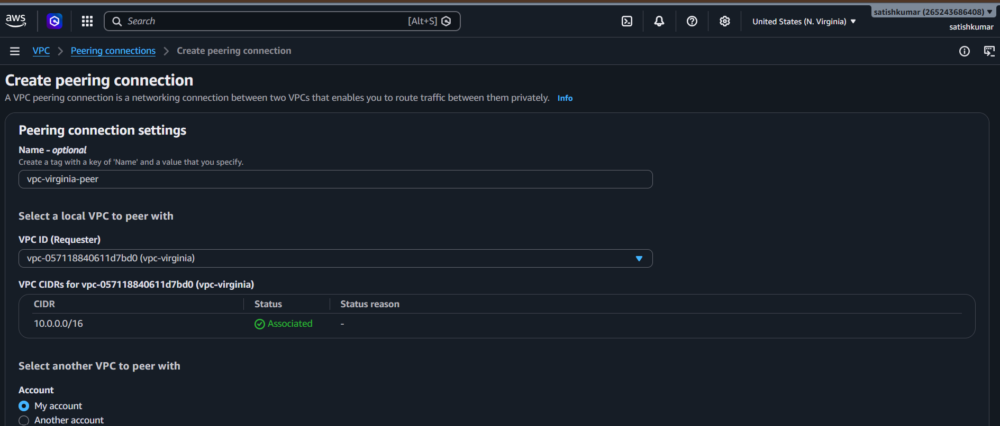 aws
Search [Alt+S]
United States (N. Virginia)
satishkumar (265243686408)
satishkumar
VPC
Peering connections
Create peering connection
Create peering connection
A VPC peering connection is a networking connection between two VPCs that enables you to route traffic between them privately. Info
Peering connection settings
Name - optional
Create a tag with a key of 'Name' and a value that you specify.
vpc-virginia-peer
Select a local VPC to peer with
VPC ID (Requester)
vpc-057118840611d7bd0 (vpc-virginia)
VPC CIDRs for vpc-057118840611d7bd0 (vpc-virginia)
CIDR Status Status reason
10.0.0.0/16 Associated -
Select another VPC to peer with
Account
My account
Another account